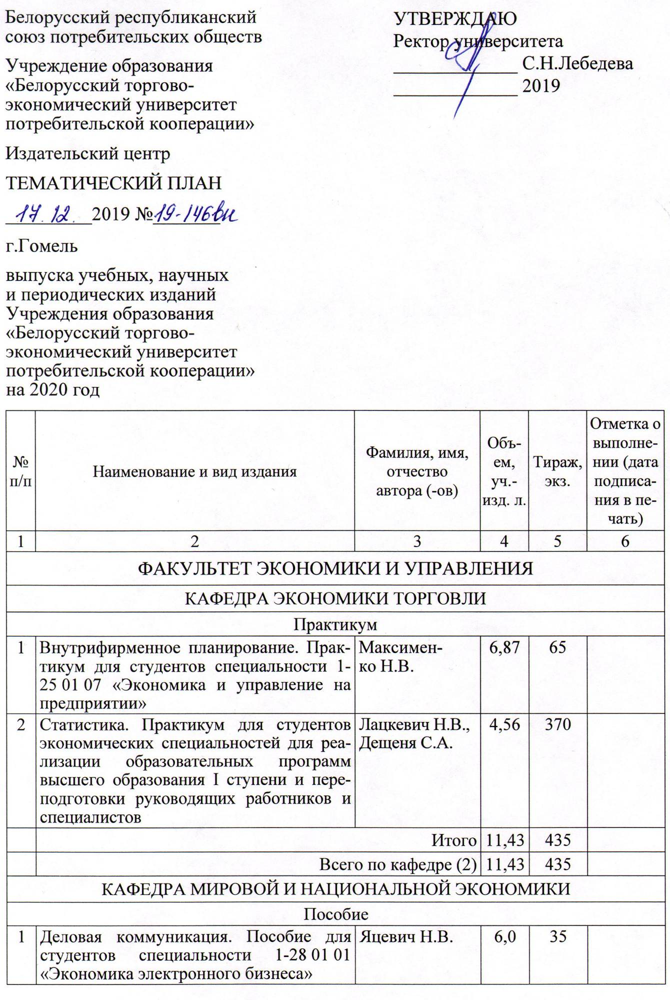 Белорусский республиканский
союз потребительских обществ
Учреждение образования
«Белорусский торгово-
экономический университет
потребительской кооперации»
Издательский центр
ТЕМАТИЧЕСКИЙ ПЛАН
17.12. 2019 № 19-146вн
г.Гомель
выпуска учебных, научных
и периодических изданий
Учреждения образования
«Белорусский торгово-
экономический университет
потребительской кооперации»
на 2020 год
УТВЕРЖДАЮ
Ректор университета
С.Н.Лебедева
2019
№
п/п
Наименование и вид издания
Фамилия, имя,
отчество
автора (-ов)
Объ-
ем,
уч.-
изд. л.
Тираж,
экз.
Отметка о
выполне-
нии (дата
подписа-
ния в пе-
чать)
1 2 3 4 5 6
ФАКУЛЬТЕТ ЭКОНОМИКИ И УПРАВЛЕНИЯ
КАФЕДРА ЭКОНОМИКИ ТОРГОВЛИ
Практикум
1 Внутрифирменное планирование. Прак- Максимен- 6,87 65
тикум для студентов специальности 1- ко Н.В.
25 01 07 «Экономика и управление на
предприятии»
2 Статистика. Практикум для студентов Лацкевич Н.В., 4,56 370
экономических специальностей для реа- Дещеня С.А.
лизации образовательных программ
высшего образования I ступени и пере-
подготовки руководящих работников и
специалистов
Итого 11,43 435
Всего по кафедре (2) 11,43 435
КАФЕДРА МИРОВОЙ И НАЦИОНАЛЬНОЙ ЭКОНОМИКИ
Пособие
1 Деловая коммуникация. Пособие для Яцевич Н.В. 6,0 35
студентов специальности 1-28 01 01
«Экономика электронного бизнеса»